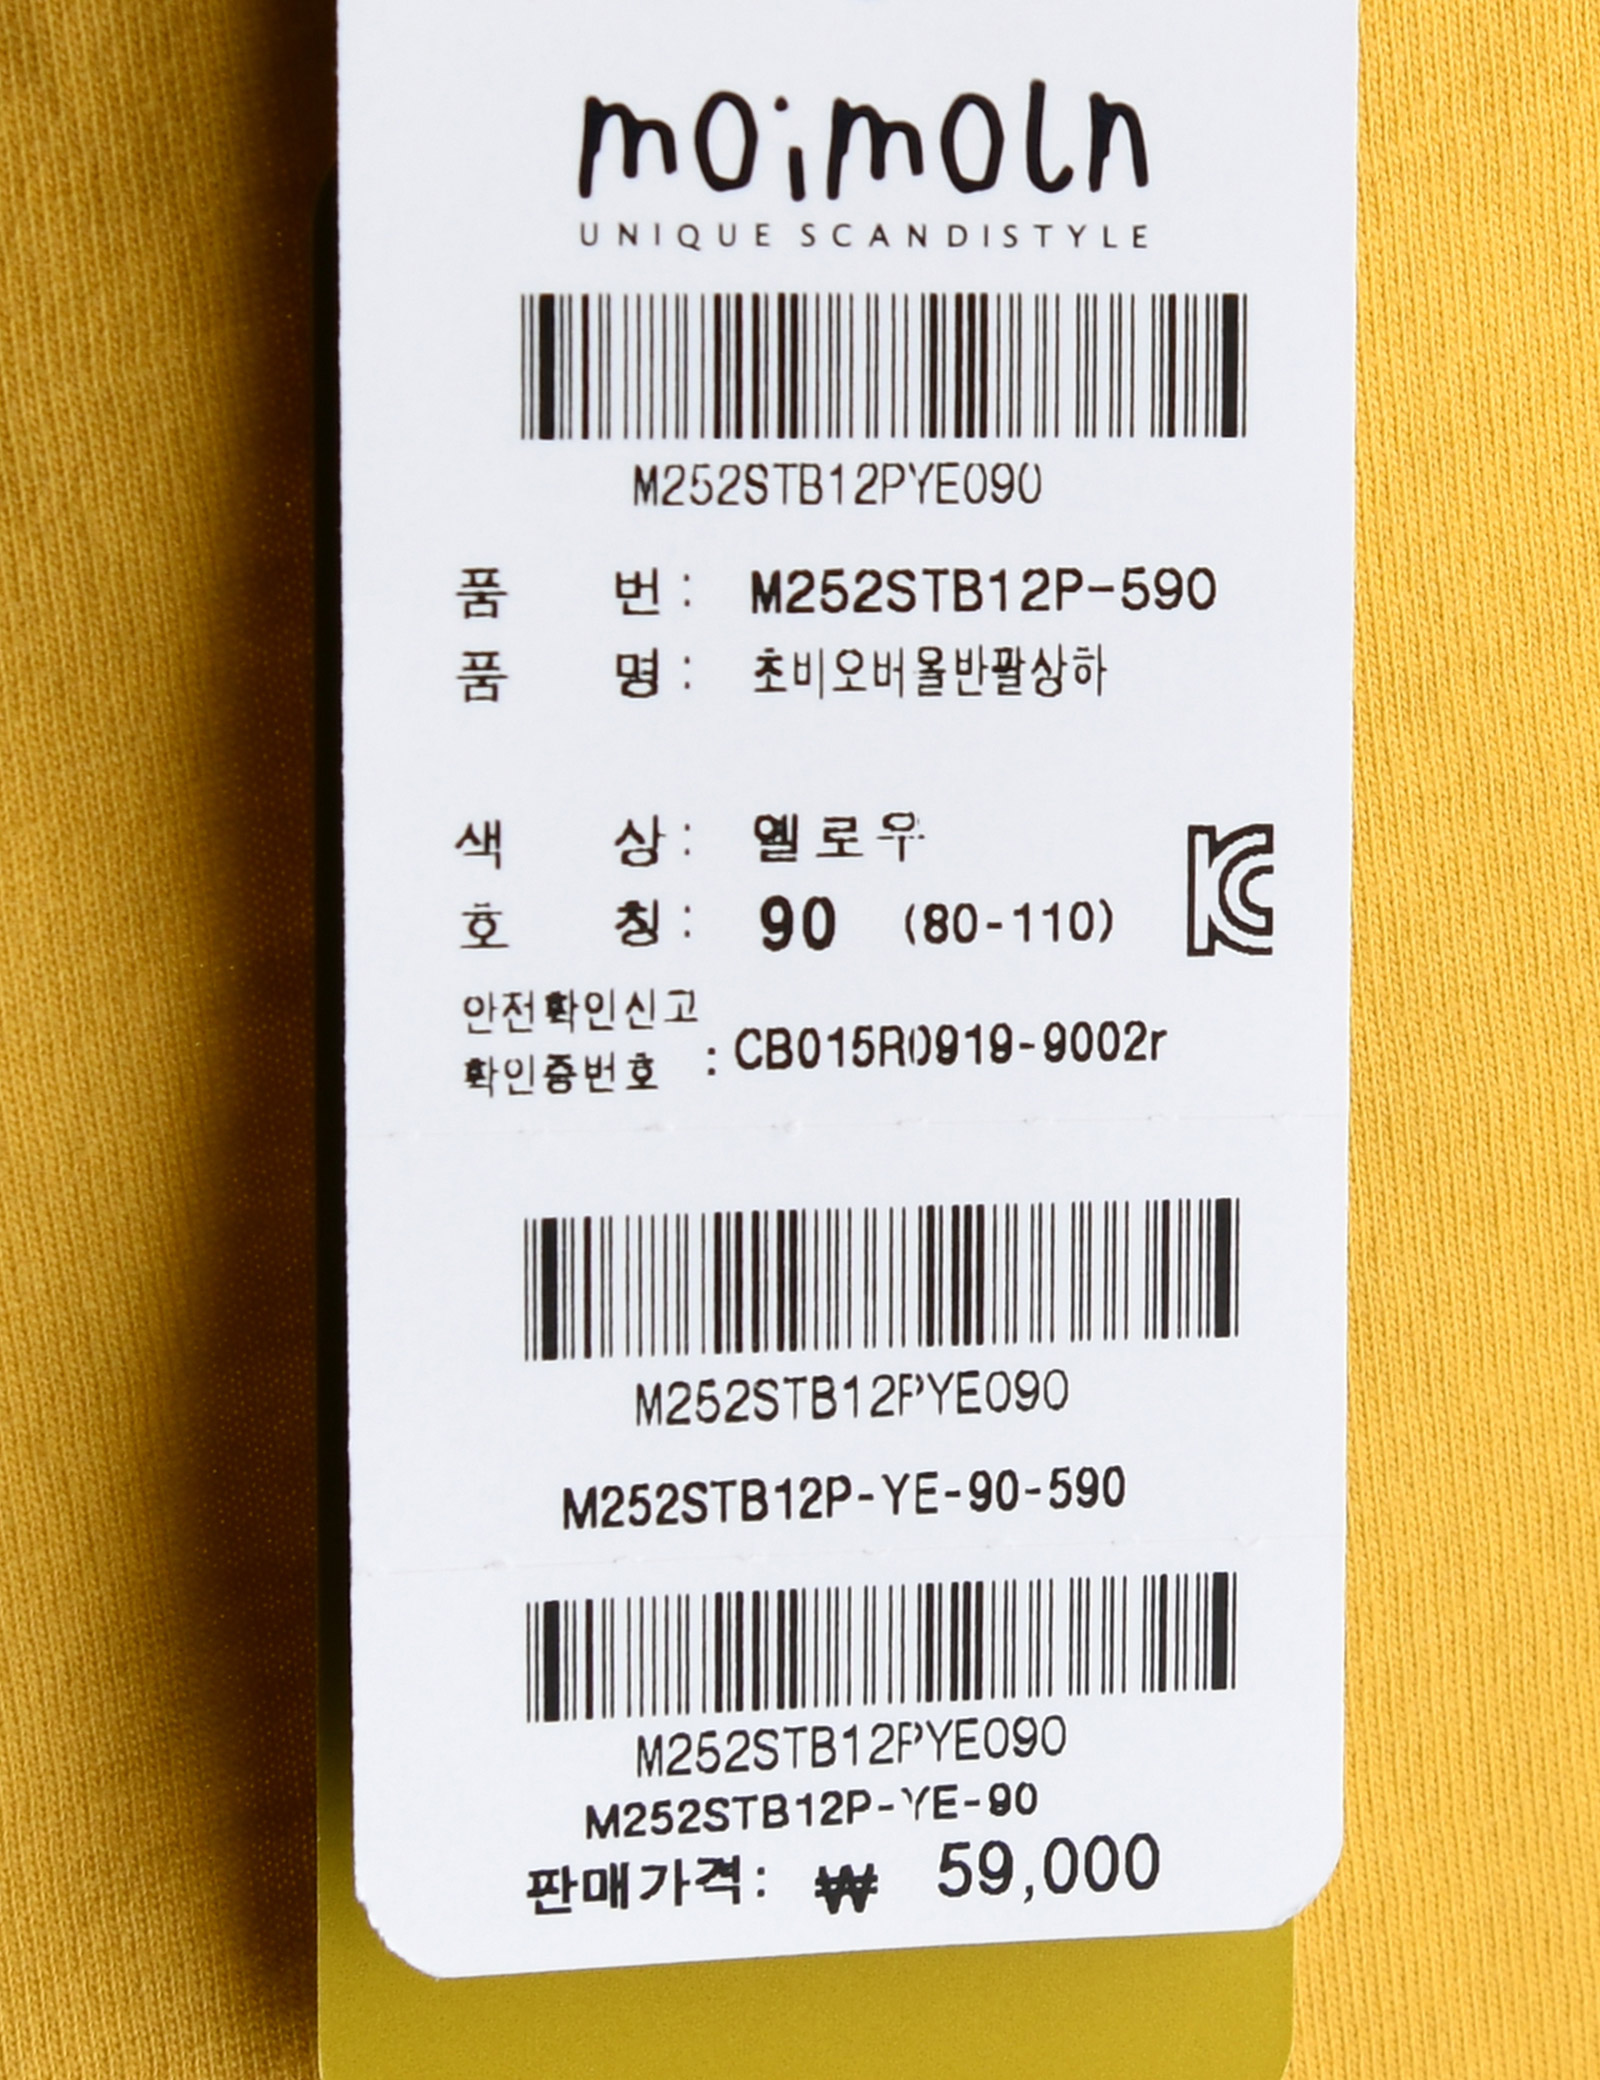 moimoln
UNIQUE SCANDISTYLE
M252STB12PYE090
품 번 : M252STB12P-590
품 명 : 초비오버올반팔상하
색 상 : 옐로우
호 칭 : 90 (80-110)
안전확인신고
확인증번호 : CB015R0919-9002r
M252STB12PYE090
M252STB12P-YE-90-590
M252STB12PYE090
M252STB12P-YE-90
판매가격: ₩ 59,000